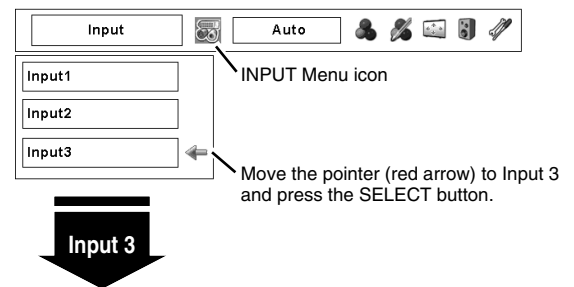 Input Auto
INPUT Menu icon
Input1
Input2
Input3
Move the pointer (red arrow) to Input 3
and press the SELECT button.
Input 3